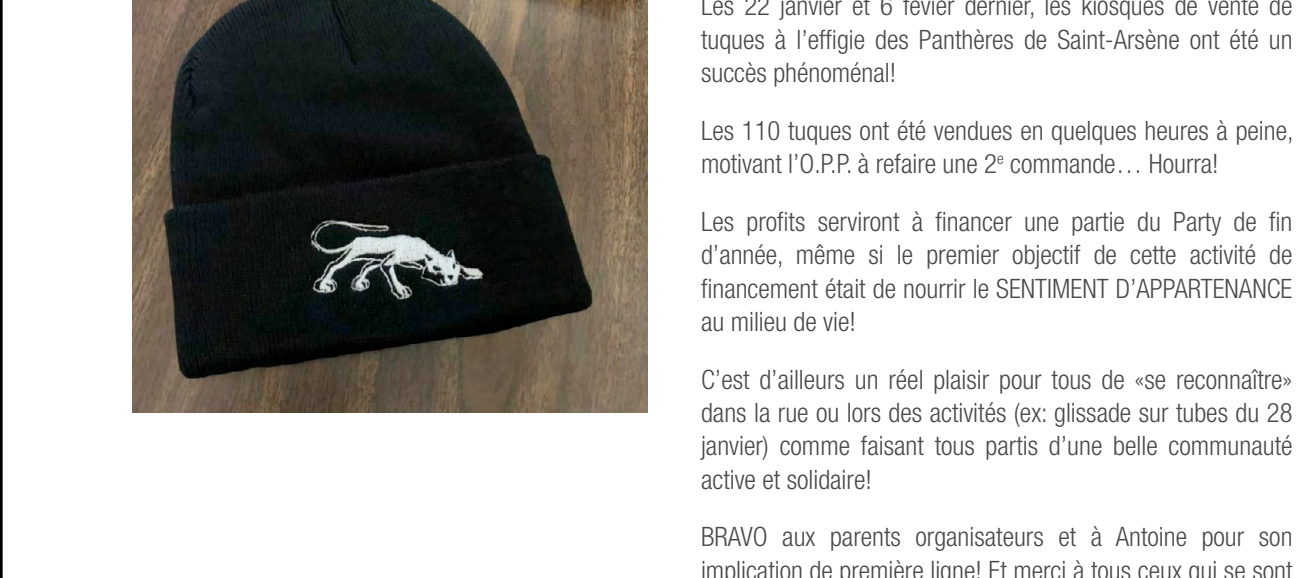 Les 22 janvier et 6 févier dernier, les kiosques de vente de
tuques à l'effigie des Panthères de Saint-Arsène ont été un
succès phénoménal!
Les 110 tuques ont été vendues en quelques heures à peine,
motivant l'O.P.P. à refaire une 2e commande… Hourra!
Les profits serviront à financer une partie du Party de fin
d'année, même si le premier objectif de cette activité de
financement était de nourrir le SENTIMENT D'APPARTENANCE
au milieu de vie!
C'est d'ailleurs un réel plaisir pour tous de «se reconnaître»
dans la rue ou lors des activités (ex: glissade sur tubes du 28
janvier) comme faisant tous partis d'une belle communauté
active et solidaire!
BRAVO aux parents organisateurs et à Antoine pour son
implication de première ligne! Et merci à tous ceux qui se sont